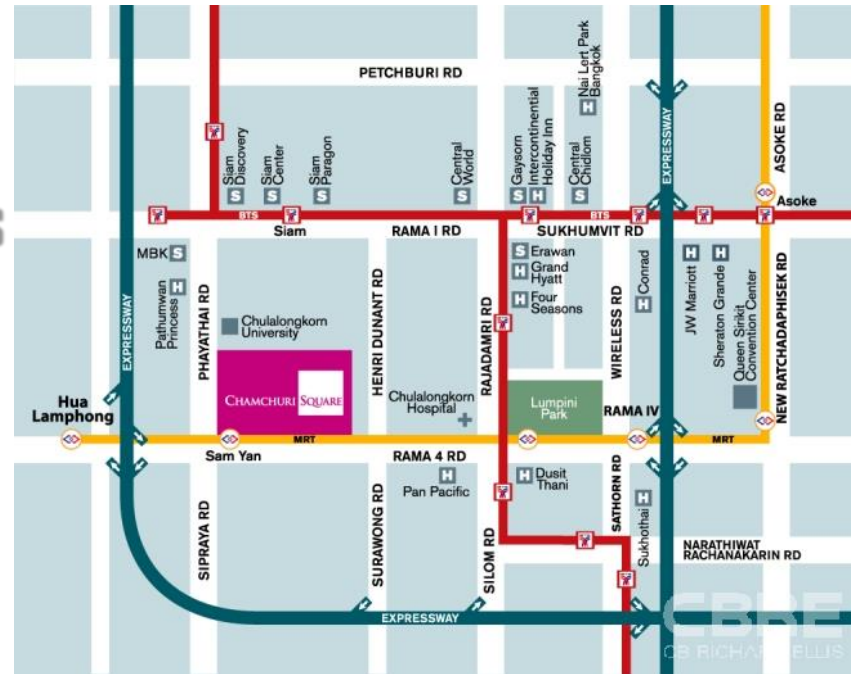 PETCHBURI RD
Nai Lert Park
Bangkok
H
EXPRESSWAY
ASOKE RD
Siam
Discovery
S
Siam
Center
S
Siam
Paragon
S
Central
World
S
Gaysorn
S
Intercontinental
Holiday Inn
H
Central
Chidlom
S
Asoke
BTS
BTS
Siam
RAMA I RD
SUKHUMVIT RD
MBK S
Pathumwan
Princess
H
EXPRESSWAY
PHAYATHAI RD
Chulalongkorn
University
HENRI DUNANT RD
RAJADAMRI RD
S Erawan
H Grand
Hyatt
H Four
Seasons
WIRELESS RD
Conrad
H
H
JW Marriott
H
Sheraton Grande
Queen Sirikit
Convention Center
NEW RATCHADAPHISEK RD
CHAMCHURI SQUARE
Chulalongkorn
Hospital
Lumpini
Park
RAMA IV
Hua
Lamphong
MRT
MRT
Sam Yan
RAMA 4 RD
H
Pan Pacific
H Dusit
Thani
SIPRAYA RD
SURAWONG RD
SILOM RD
SATHORN RD
Sukhothai
H
NARATHIWAT
RACHANAKARIN RD
EXPRESSWAY
CBRE
CB RICHARD ELLIS